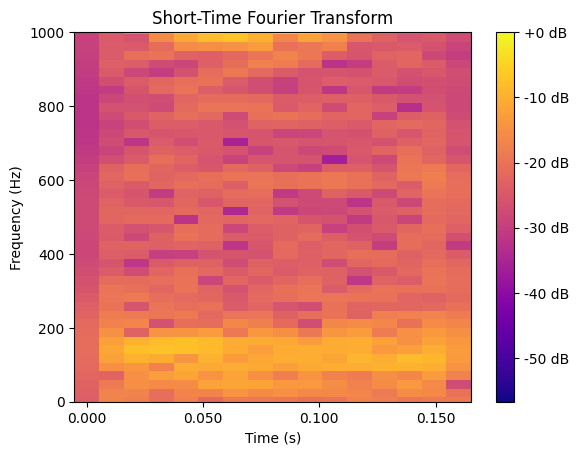 Short-Time Fourier Transform
1000
800
600
400
200
0
Frequency (Hz)
0.000
0.050
0.100
0.150
Time (s)
+0 dB
-10 dB
-20 dB
-30 dB
-40 dB
-50 dB